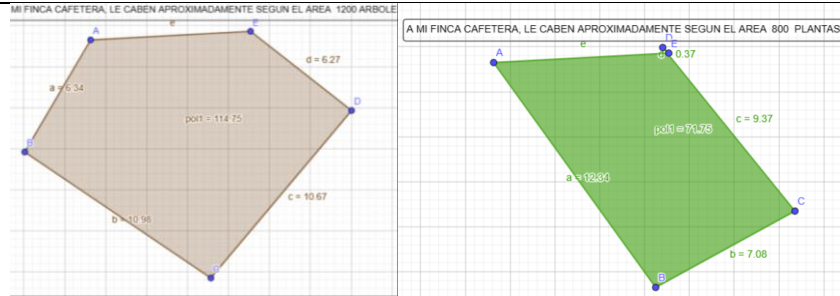 MI FINCA CAFETERA, LE CABEN APROXIMADAMENTE SEGUN EL AREA 1200 ARBOLE
A
e
E
d = 6.27
a = 6.34
D
pol1 = 114.75
B
c = 10.67
b = 10.98
C
A MI FINCA CAFETERA, LE CABEN APROXIMADAMENTE SEGUN EL AREA 800 PLANTAS
A
e
D
E
d = 0.37
c = 9.37
pol1 = 71.75
a = 12.34
C
b = 7.08
B